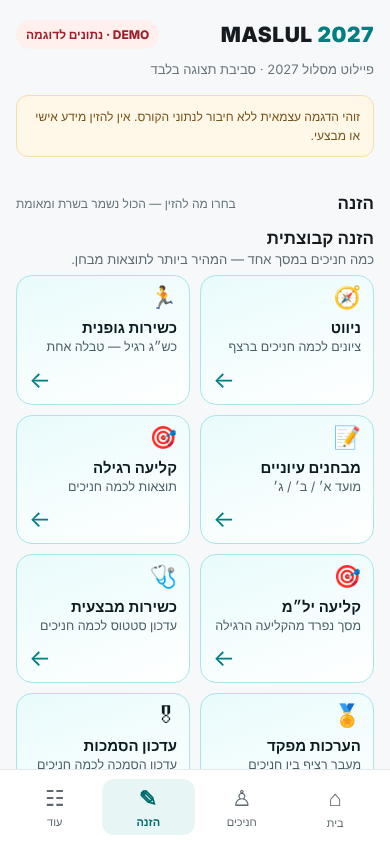 MASLUL 2027
DEMO · נתונים לדוגמה
פיילוט מסלול 2027 · סביבת תצוגה בלבד
זוהי הדגמה עצמאית ללא חיבור לנתוני הקורס. אין להזין מידע אישי
או מבצעי.
הזנה
בחרו מה להזין — הכול נשמר בשרת ומאומת
הזנה קבוצתית
כמה חניכים במסך אחד — המהיר ביותר לתוצאות מבחן.
ניווט
ציונים לכמה חניכים ברצף
כשירות גופנית
כש״ג רגיל — טבלה אחת
מבחנים עיוניים
מועד א׳ / ב׳ / ג׳
קליעה רגילה
תוצאות לכמה חניכים
קליעה יל״מ
מסך נפרד מהקליעה הרגילה
כשירות מבצעית
עדכון סטטוס לכמה חניכים
הערכות מפקד
מעבר רציף בין חניכים
עדכון הסמכות
עדכון הסמכה לכמה חניכים
בית
חניכים
הזנה
עוד